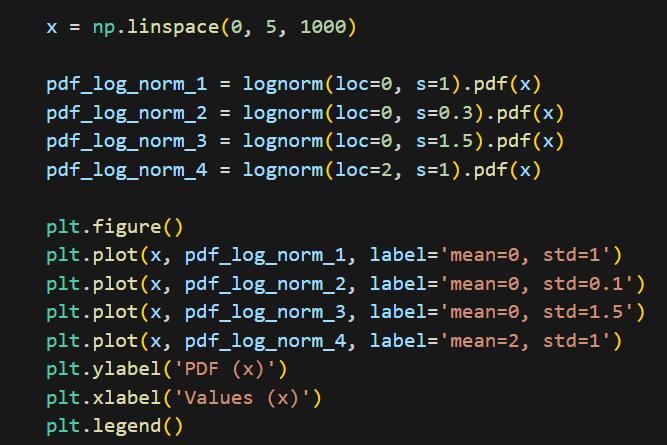 x = np.linspace(0, 5, 1000)
pdf_log_norm_1 = lognorm(loc=0, s=1).pdf(x)
pdf_log_norm_2 = lognorm(loc=0, s=0.3).pdf(x)
pdf_log_norm_3 = lognorm(loc=0, s=1.5).pdf(x)
pdf_log_norm_4 = lognorm(loc=2, s=1).pdf(x)
plt.figure()
plt.plot(x, pdf_log_norm_1, label='mean=0, std=1')
plt.plot(x, pdf_log_norm_2, label='mean=0, std=0.1')
plt.plot(x, pdf_log_norm_3, label='mean=0, std=1.5')
plt.plot(x, pdf_log_norm_4, label='mean=2, std=1')
plt.ylabel('PDF (x)')
plt.xlabel('Values (x)')
plt.legend()